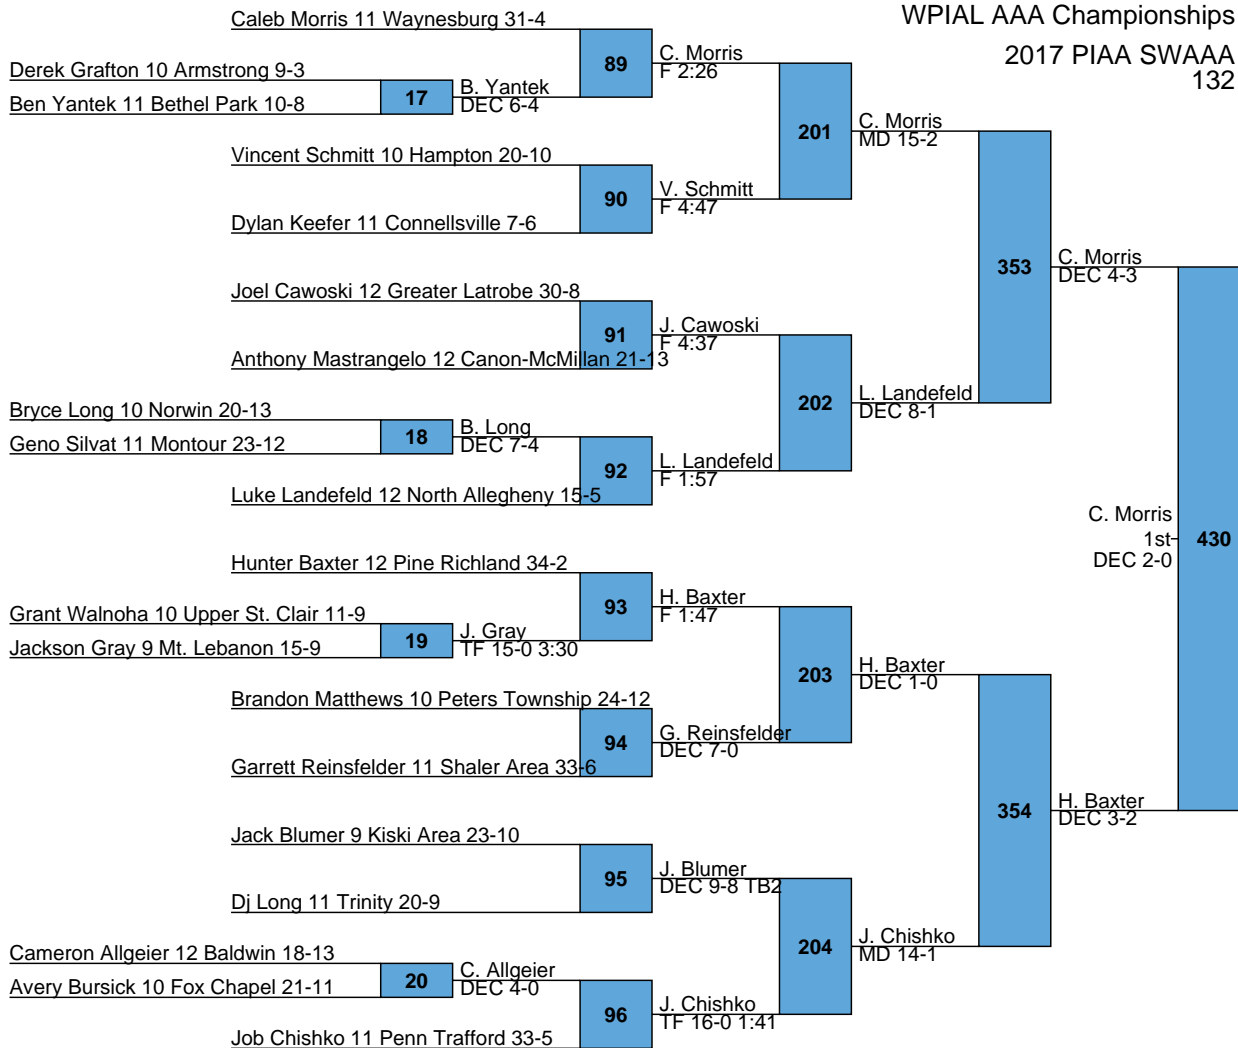 WPIAL AAA Championships
2017 PIAA SWAAA
132
Caleb Morris 11 Waynesburg 31-4
89
C. Morris
F 2:26
Derek Grafton 10 Armstrong 9-3
17
B. Yantek
DEC 6-4
Ben Yantek 11 Bethel Park 10-8
201
C. Morris
MD 15-2
Vincent Schmitt 10 Hampton 20-10
90
V. Schmitt
F 4:47
Dylan Keefer 11 Connellsville 7-6
353
C. Morris
DEC 4-3
Joel Cawoski 12 Greater Latrobe 30-8
91
J. Cawoski
F 4:37
Anthony Mastrangelo 12 Canon-McMillan 21-13
202
L. Landefeld
DEC 8-1
Bryce Long 10 Norwin 20-13
18
B. Long
DEC 7-4
Geno Silvat 11 Montour 23-12
92
L. Landefeld
F 1:57
Luke Landefeld 12 North Allegheny 15-5
C. Morris
1st
DEC 2-0
430
Hunter Baxter 12 Pine Richland 34-2
93
H. Baxter
F 1:47
Grant Walnoha 10 Upper St. Clair 11-9
19
J. Gray
TF 15-0 3:30
Jackson Gray 9 Mt. Lebanon 15-9
203
H. Baxter
DEC 1-0
Brandon Matthews 10 Peters Township 24-12
94
G. Reinsfelder
DEC 7-0
Garrett Reinsfelder 11 Shaler Area 33-6
354
H. Baxter
DEC 3-2
Jack Blumer 9 Kiski Area 23-10
95
J. Blumer
DEC 9-8 TB2
Dj Long 11 Trinity 20-9
204
J. Chishko
MD 14-1
Cameron Allgeier 12 Baldwin 18-13
20
C. Allgeier
DEC 4-0
Avery Bursick 10 Fox Chapel 21-11
96
J. Chishko
TF 16-0 1:41
Job Chishko 11 Penn Trafford 33-5